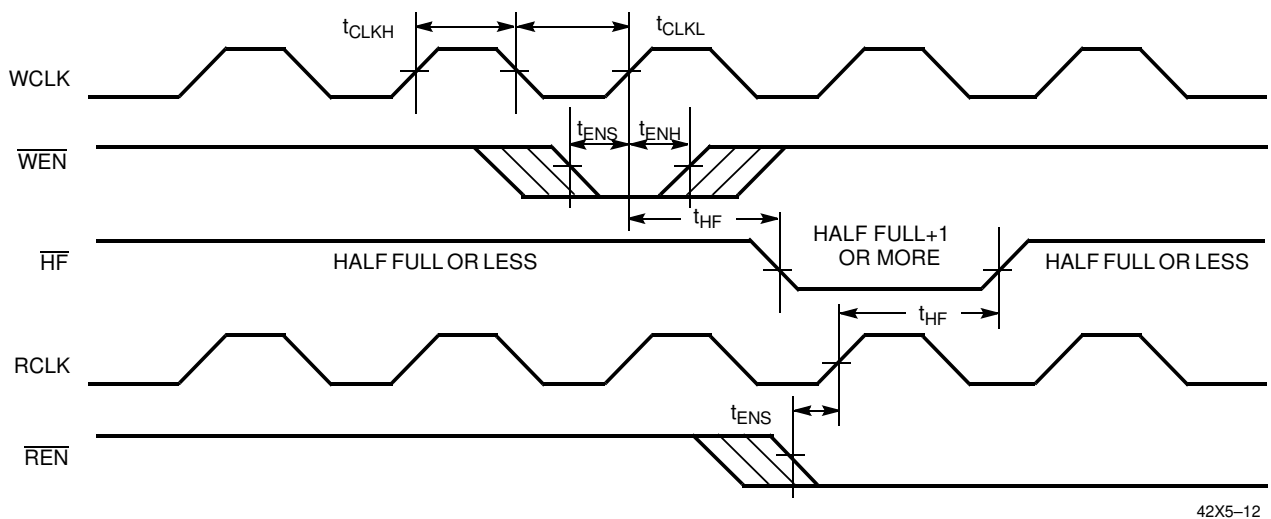 tCLKH
tCLKL
WCLK
tENS
tENH
WEN
tHF
HALF FULL+1
OR MORE
HF
HALF FULL OR LESS
HALF FULL OR LESS
tHF
RCLK
tENS
REN
42X5–12